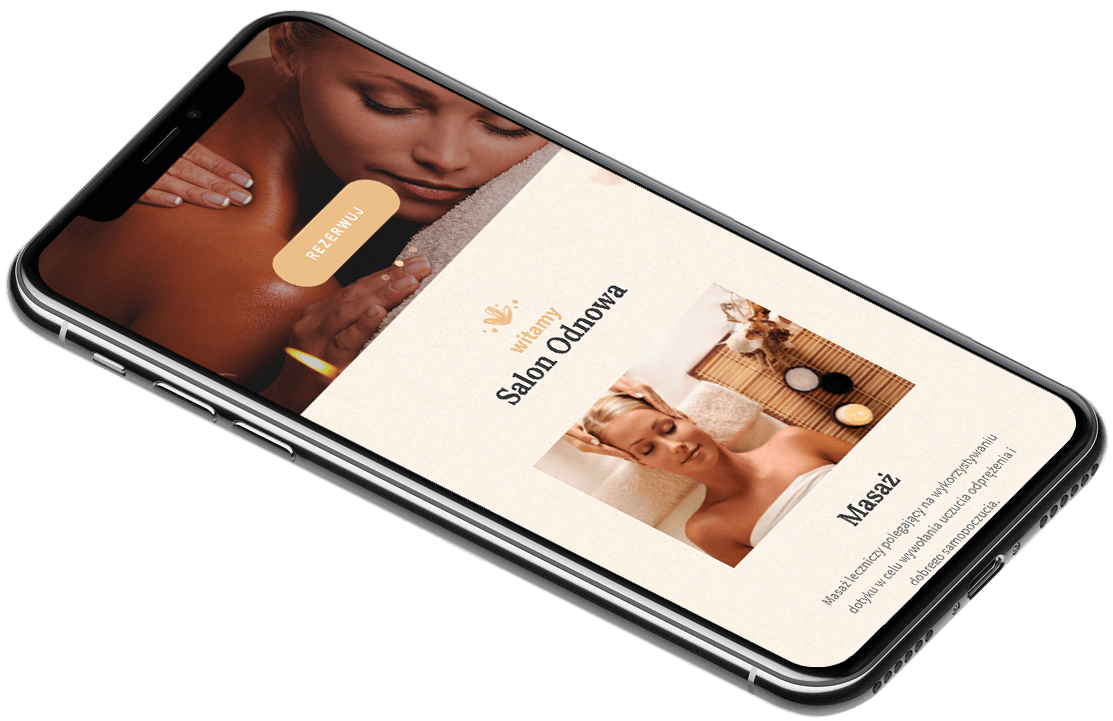 REZERWUJ
witamy
Salon Odnowa
Masaż
Masaż leczniczy polegający na wykorzystywaniu
dotyku w celu wywołania uczucia odprężenia i
dobrego samopoczucia.